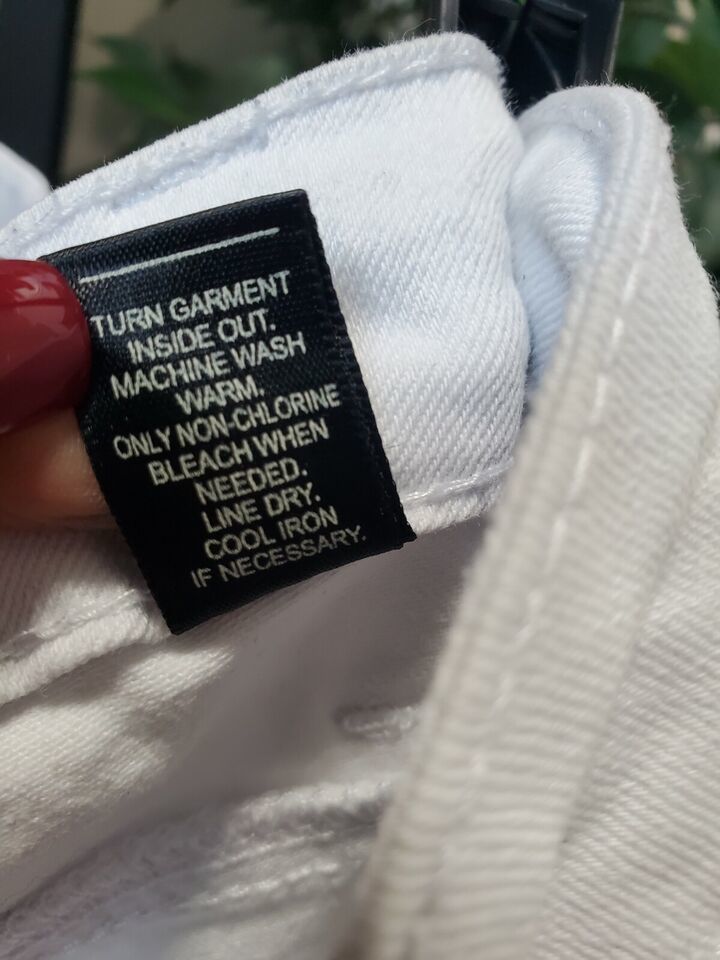 TURN GARMENT
INSIDE OUT.
MACHINE WASH
WARM.
ONLY NON-CHLORINE
BLEACH WHEN
NEEDED.
LINE DRY.
COOL IRON
IF NECESSARY.